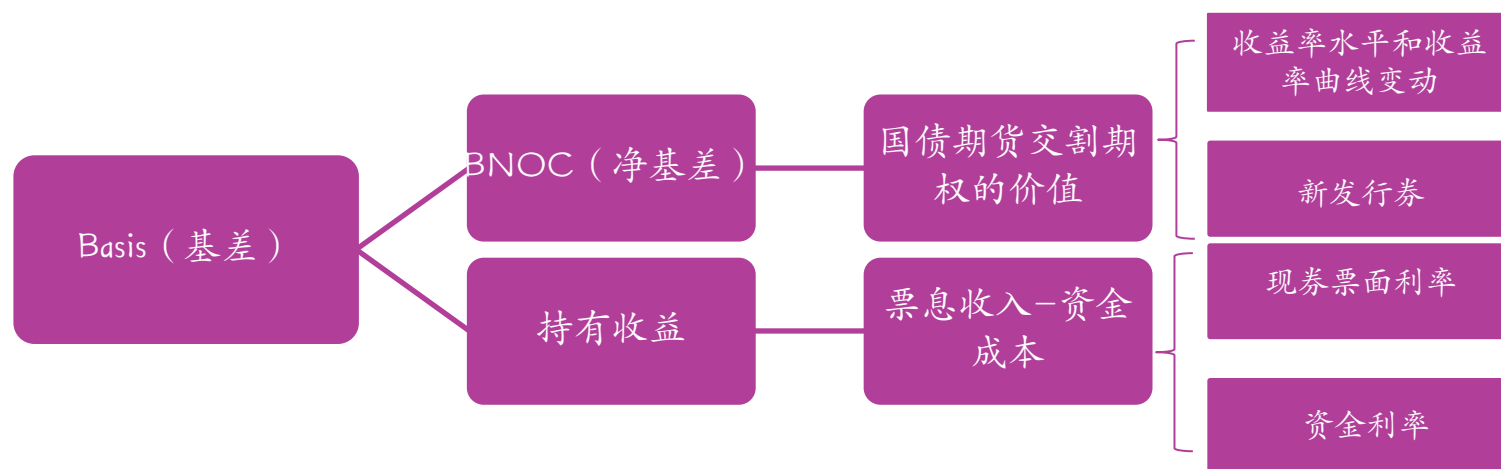 Basis（基差）
BNOC（净基差）
持有收益
国债期货交割期
权的价值
票息收入-资金
成本
收益率水平和收益
率曲线变动
新发行券
现券票面利率
资金利率